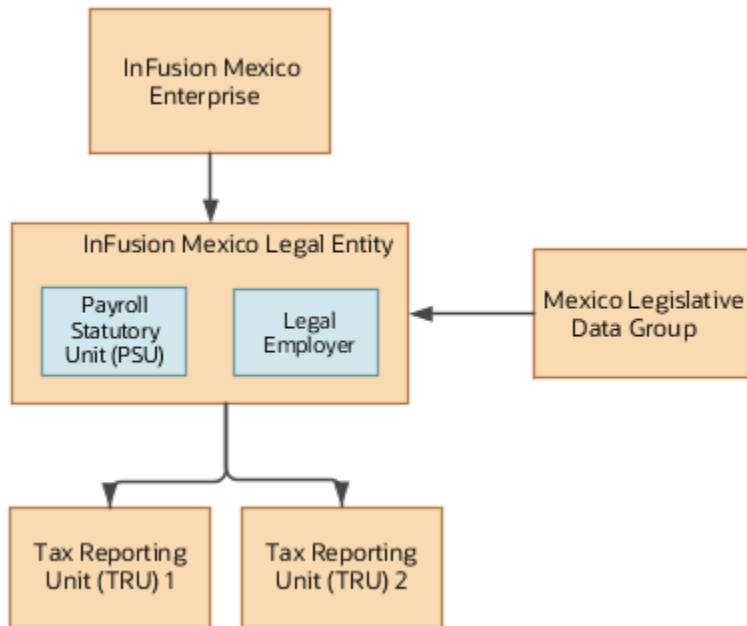 InFusion Mexico
Enterprise
InFusion Mexico Legal Entity
Payroll
Statutory
Unit (PSU)
Legal
Employer
Mexico Legislative
Data Group
Tax Reporting
Unit (TRU) 1
Tax Reporting
Unit (TRU) 2